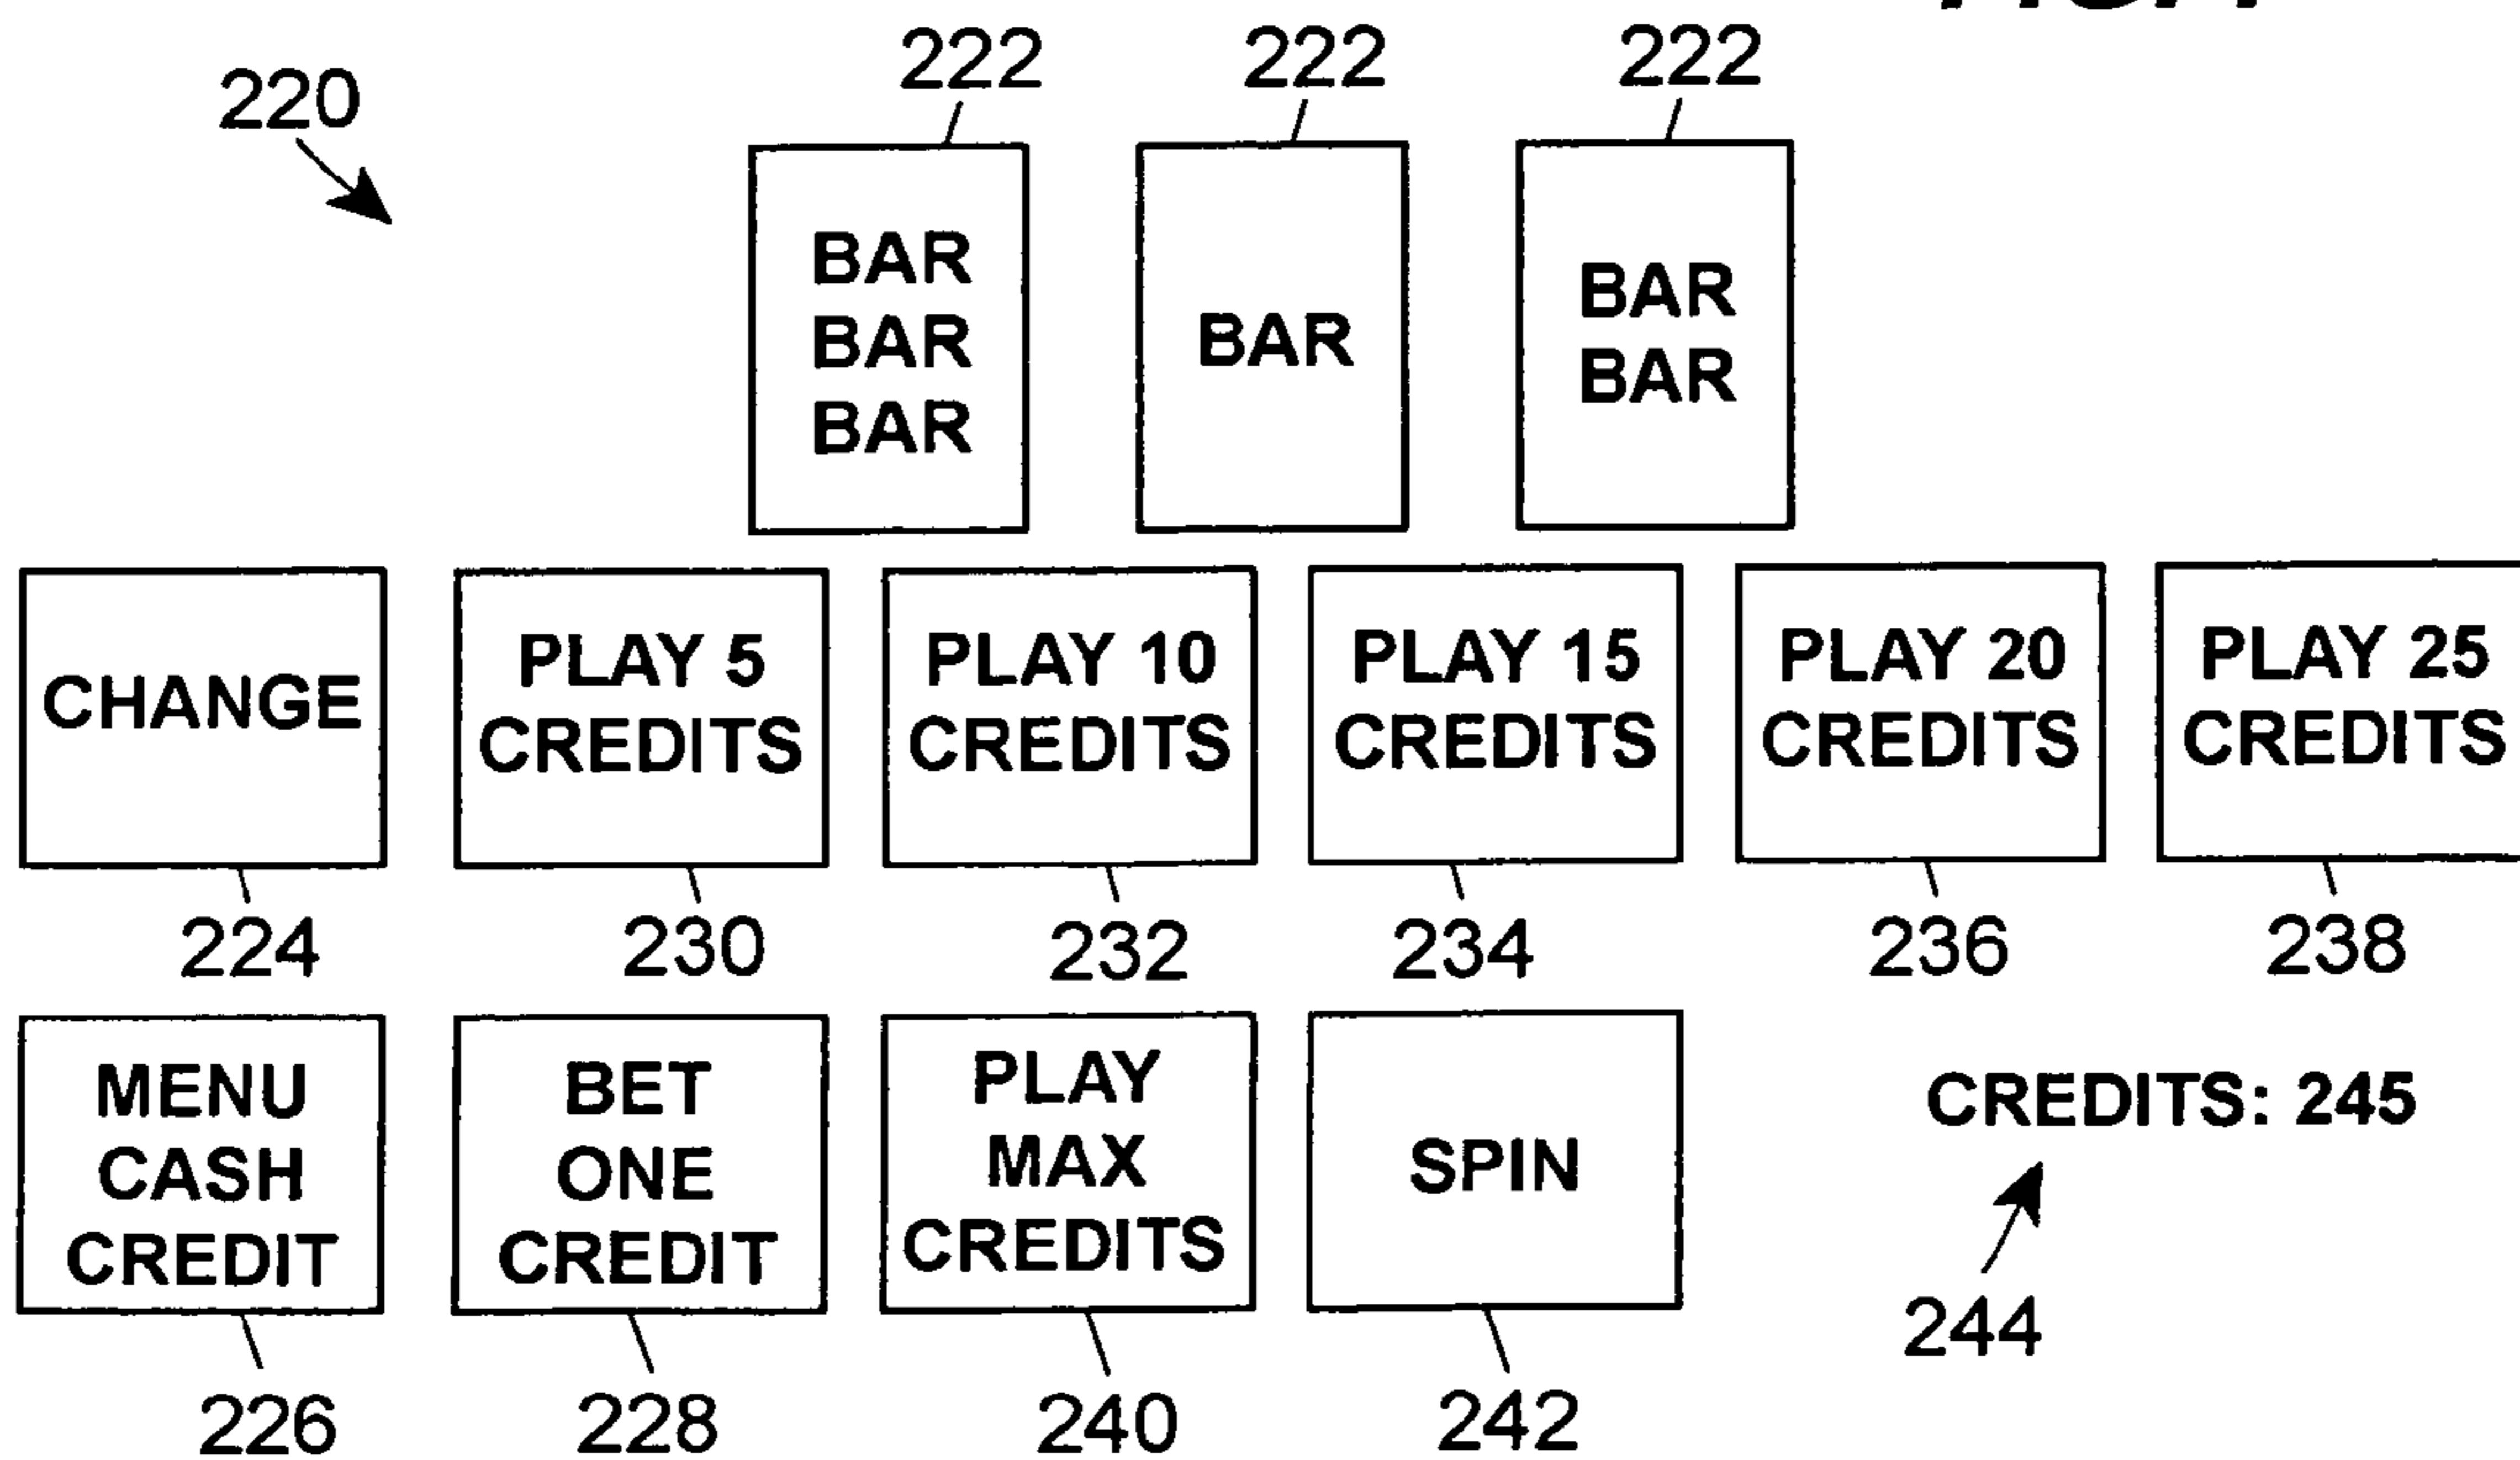 222 222 222
220
BAR
BAR
BAR
BAR
BAR
BAR
CHANGE
PLAY 5
CREDITS
PLAY 10
CREDITS
PLAY 15
CREDITS
PLAY 20
CREDITS
PLAY 25
CREDITS
224 230 232 234 236 238
MENU
CASH
CREDIT
BET
ONE
CREDIT
PLAY
MAX
CREDITS
SPIN
CREDITS: 245
244
226 228 240 242